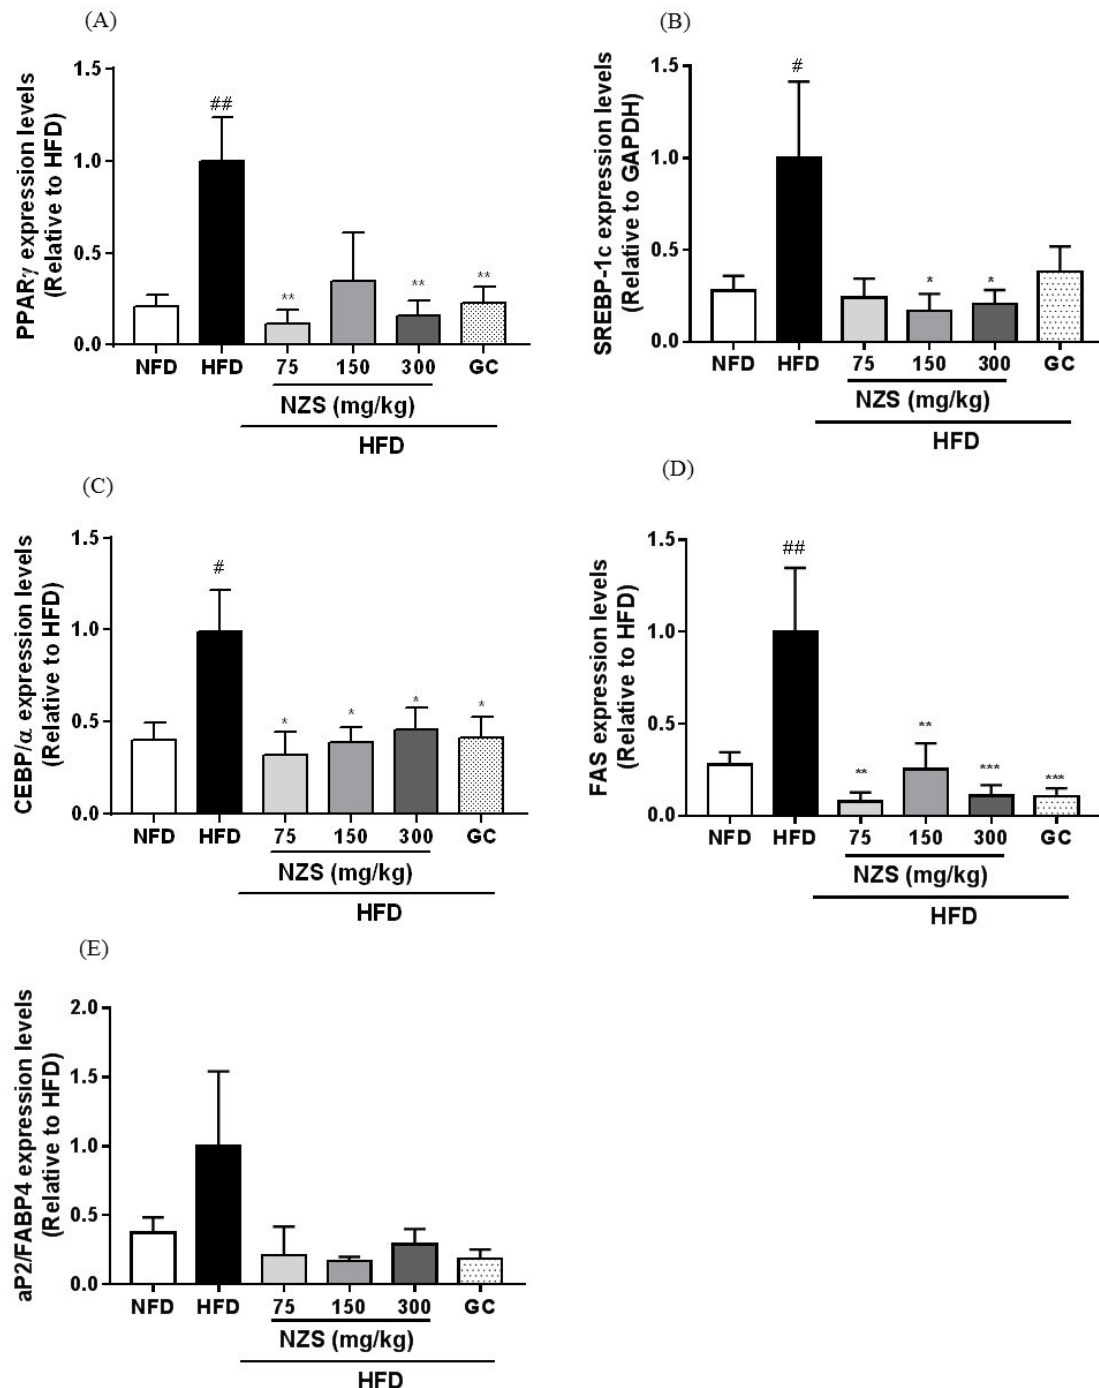 (A)
PPARγ expression levels
(Relative to HFD)
1.5
1.0
0.5
0.0
##
**
**
**
NFD HFD 75 150 300 GC
NZS (mg/kg)
HFD
(B)
SREBP-1c expression levels
(Relative to GAPDH)
1.5
1.0
0.5
0.0
#
*
*
NFD HFD 75 150 300 GC
NZS (mg/kg)
HFD
(C)
CEBP/α expression levels
(Relative to HFD)
1.5
1.0
0.5
0.0
#
*
*
*
*
NFD HFD 75 150 300 GC
NZS (mg/kg)
HFD
(D)
FAS expression levels
(Relative to HFD)
1.5
1.0
0.5
0.0
##
**
**
***
***
NFD HFD 75 150 300 GC
NZS (mg/kg)
HFD
(E)
aP2/FABP4 expression levels
(Relative to HFD)
2.0
1.5
1.0
0.5
0.0
NFD HFD 75 150 300 GC
NZS (mg/kg)
HFD